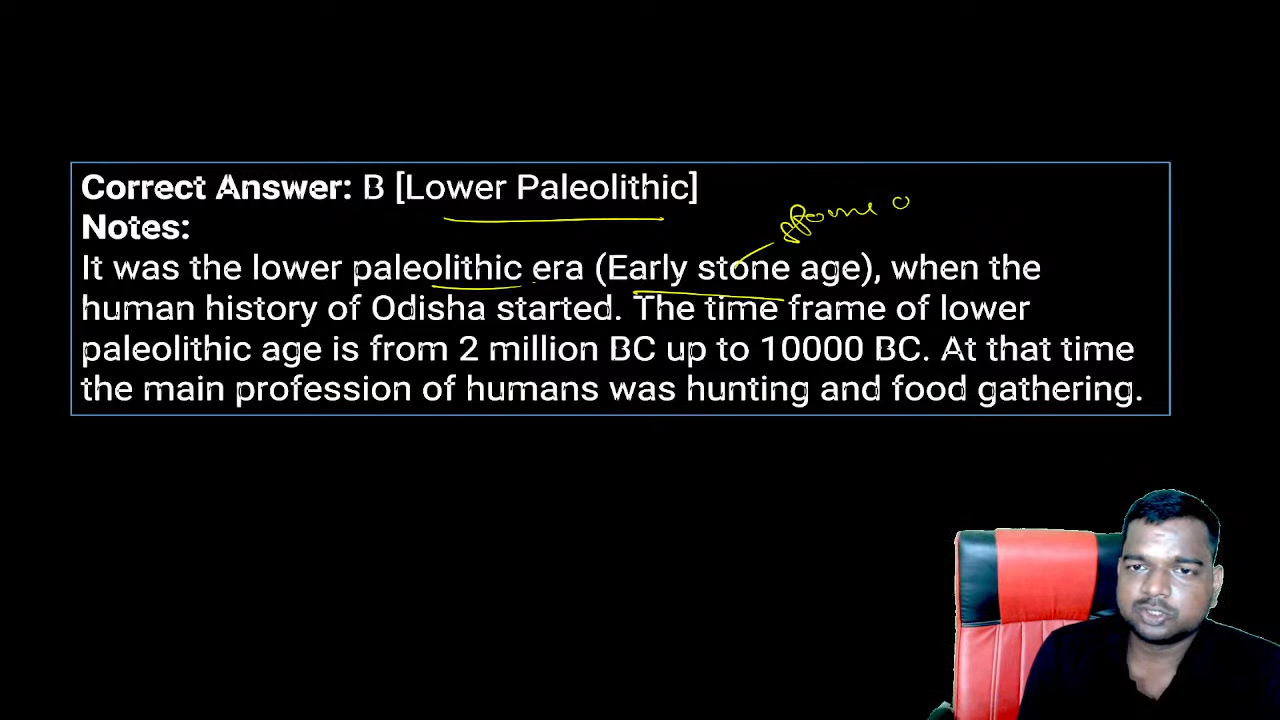 Correct Answer: B [Lower Paleolithic]
Notes:
It was the lower paleolithic era (Early stone age), when the
human history of Odisha started. The time frame of lower
paleolithic age is from 2 million BC up to 10000 BC. At that time
the main profession of humans was hunting and food gathering.